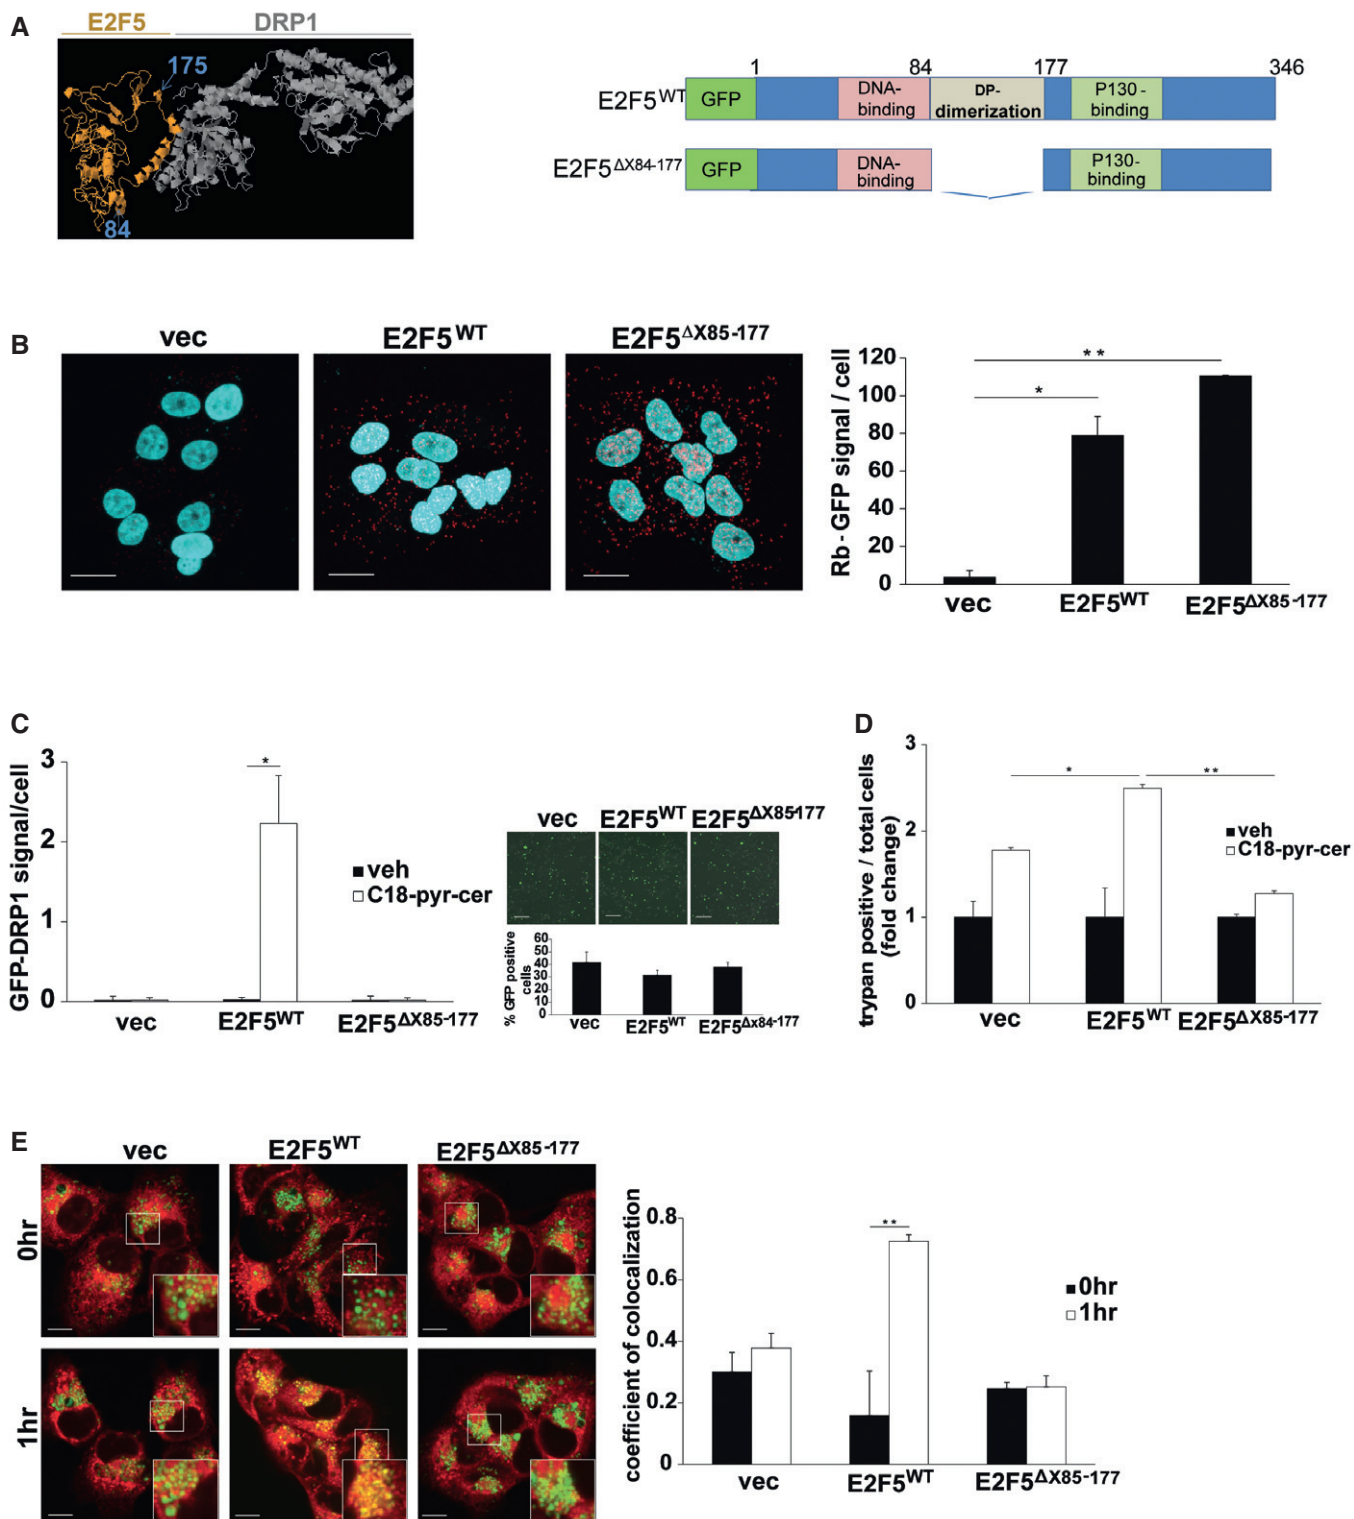 A
E2F5 DRP1
175
84
1 84 177 346
E2F5WT GFP DNA-binding DP-dimerization P130-binding
E2F5ΔX84-177 GFP DNA-binding P130-binding
B
vec E2F5WT E2F5ΔX85-177
Rb-GFP signal / cell
120
100
80
60
40
20
0
* *
*
vec E2F5WT E2F5ΔX85-177
C
GFP-DRP1 signal/cell
3
2
1
0
*
veh
C18-pyr-cer
vec E2F5WT E2F5ΔX85-177
vec E2F5WT E2F5ΔX85-177
% GFP positive
cells
60
50
40
30
20
10
0
vec E2F5WT E2F5Δx84-177
D
trypan positive / total cells
(fold change)
3
2
1
0
* **
veh
C18-pyr-cer
vec E2F5WT E2F5ΔX85-177
E
vec E2F5WT E2F5ΔX85-177
0hr
1hr
coefficient of colocalization
0.8
0.6
0.4
0.2
0
**
0hr
1hr
vec E2F5WT E2F5ΔX85-177